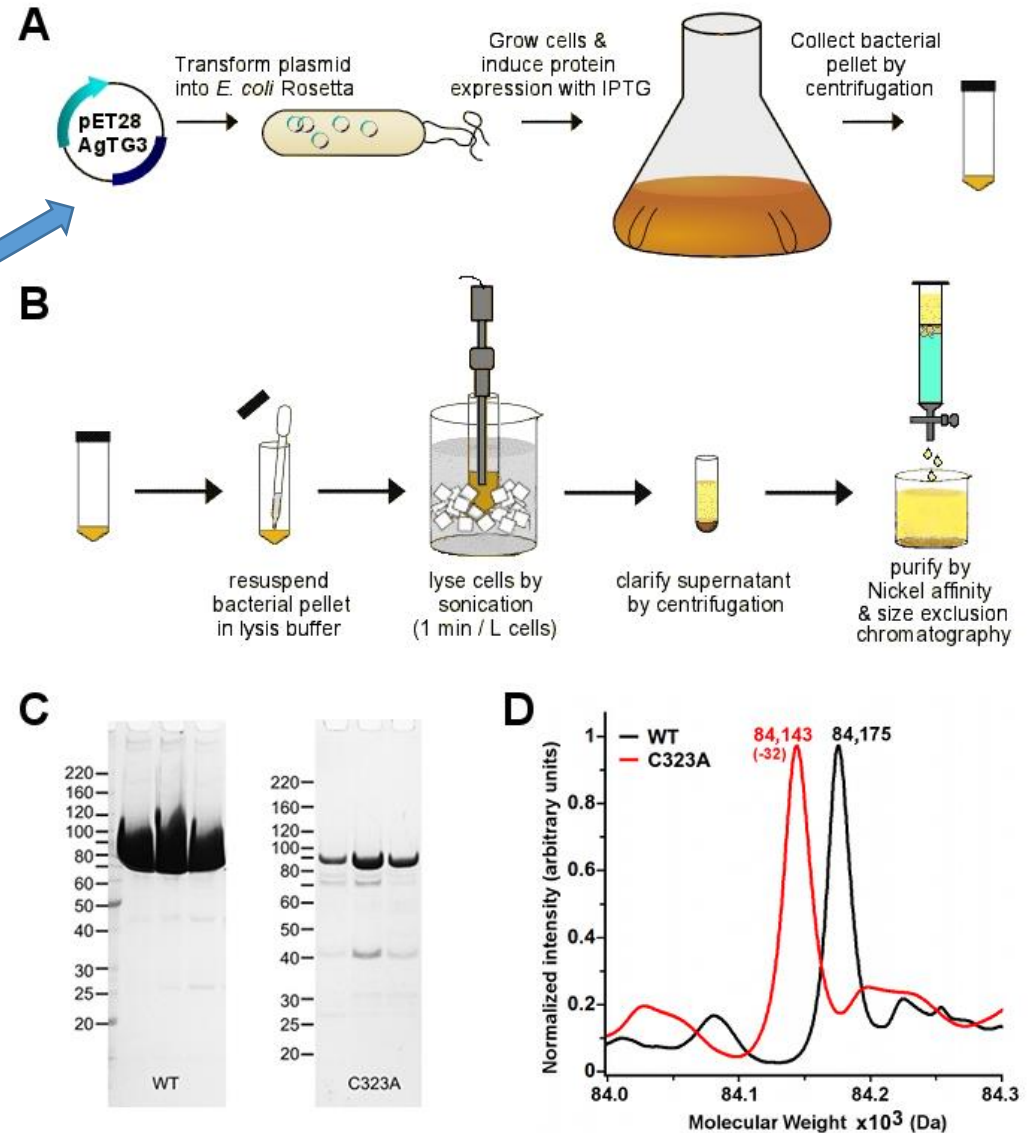 A
pET28
AgTG3
Transform plasmid
into E. coli Rosetta
Grow cells &
induce protein
expression with IPTG
Collect bacterial
pellet by
centrifugation
B
resuspend
bacterial pellet
in lysis buffer
lyse cells by
sonication
(1 min / L cells)
clarify supernatant
by centrifugation
purify by
Nickel affinity
& size exclusion
chromatography
C
220
160
120
100
80
60
50
40
30
25
20
WT
220
160
120
100
80
60
50
40
30
25
20
C323A
D
WT
C323A
84,143
(-32)
84,175
Normalized intensity (arbitrary units)
1
0.8
0.6
0.4
0.2
0
84.0
84.1
84.2
84.3
Molecular Weight x10³ (Da)